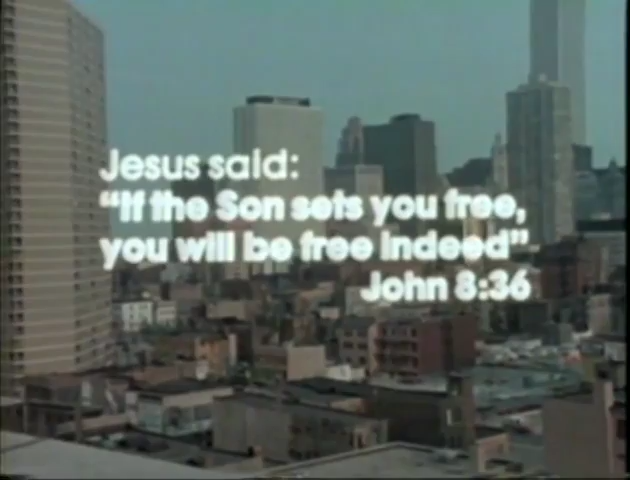 Jesus said:
"If the Son sets you free,
you will be free indeed"
John 8:36